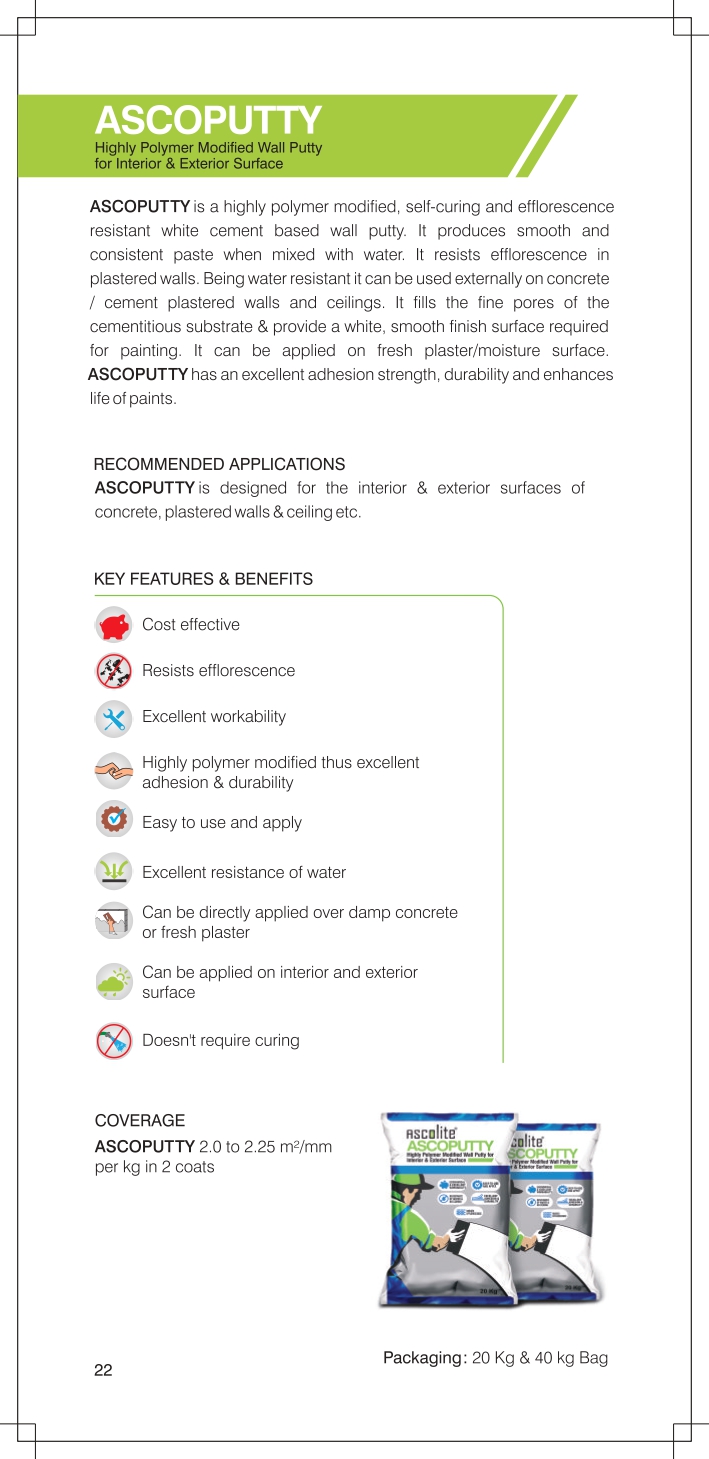 ASCOPUTTY
Highly Polymer Modified Wall Putty
for Interior & Exterior Surface
ASCOPUTTY is a highly polymer modified, self-curing and efflorescence
resistant white cement based wall putty. It produces smooth and
consistent paste when mixed with water. It resists efflorescence in
plastered walls. Being water resistant it can be used externally on concrete
/ cement plastered walls and ceilings. It fills the fine pores of the
cementitious substrate & provide a white, smooth finish surface required
for painting. It can be applied on fresh plaster/moisture surface.
ASCOPUTTY has an excellent adhesion strength, durability and enhances
life of paints.
RECOMMENDED APPLICATIONS
ASCOPUTTY is designed for the interior & exterior surfaces of
concrete, plastered walls & ceiling etc.
KEY FEATURES & BENEFITS
Cost effective
Resists efflorescence
Excellent workability
Highly polymer modified thus excellent
adhesion & durability
Easy to use and apply
Excellent resistance of water
Can be directly applied over damp concrete
or fresh plaster
Can be applied on interior and exterior
surface
Doesn't require curing
COVERAGE
ASCOPUTTY 2.0 to 2.25 m²/mm
per kg in 2 coats
ascolite
ASCOPUTTY
Highly Polymer Modified Wall Putty for
Interior & Exterior Surface
20 Kg
colite
SCOPUTTY
Polymer Modified Wall Putty for
& Exterior Surface
20 Kg
Packaging: 20 Kg & 40 kg Bag
22